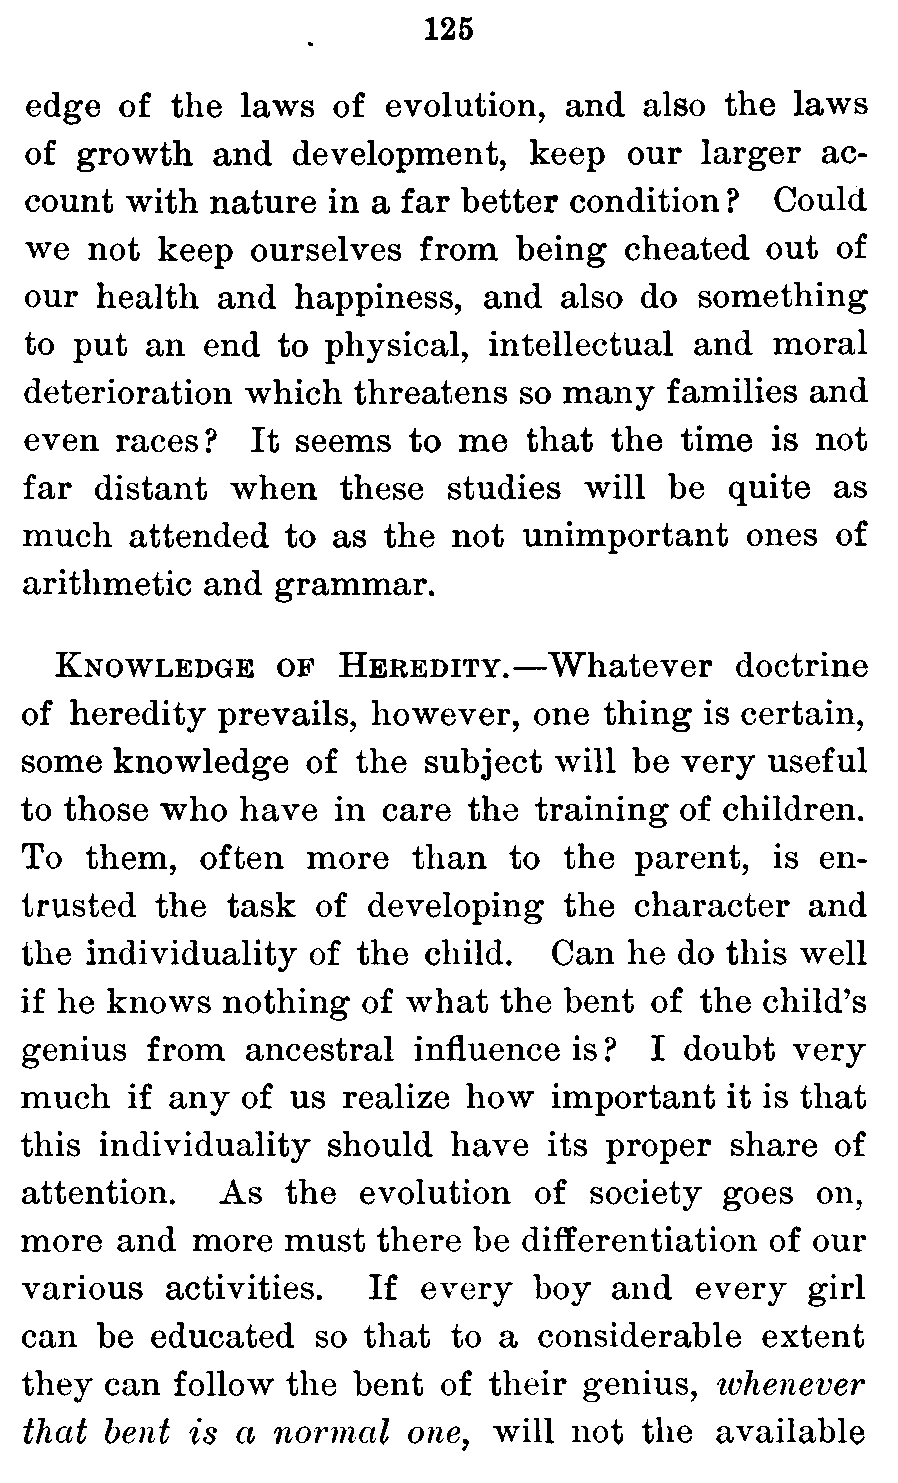 125
edge of the laws of evolution, and also the laws
of growth and development, keep our larger ac-
count with nature in a far better condition? Could
we not keep ourselves from being cheated out of
our health and happiness, and also do something
to put an end to physical, intellectual and moral
deterioration which threatens so many families and
even races? It seems to me that the time is not
far distant when these studies will be quite as
much attended to as the not unimportant ones of
arithmetic and grammar.
KNOWLEDGE OF HEREDITY.—Whatever doctrine
of heredity prevails, however, one thing is certain,
some knowledge of the subject will be very useful
to those who have in care the training of children.
To them, often more than to the parent, is en-
trusted the task of developing the character and
the individuality of the child. Can he do this well
if he knows nothing of what the bent of the child's
genius from ancestral influence is? I doubt very
much if any of us realize how important it is that
this individuality should have its proper share of
attention. As the evolution of society goes on,
more and more must there be differentiation of our
various activities. If every boy and every girl
can be educated so that to a considerable extent
they can follow the bent of their genius, whenever
that bent is a normal one, will not the available